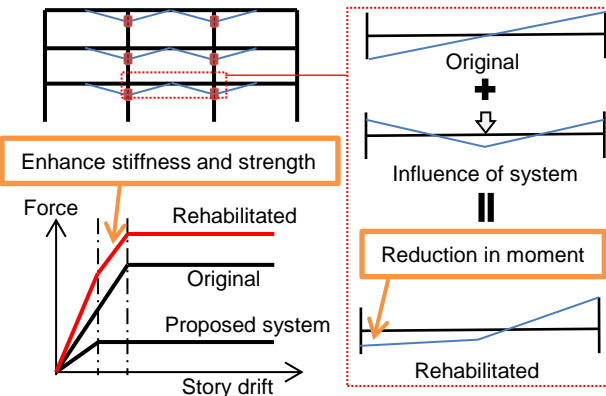 Original
Influence of system
Reduction in moment
Rehabilitated
Enhance stiffness and strength
Force
Rehabilitated
Original
Proposed system
Story drift